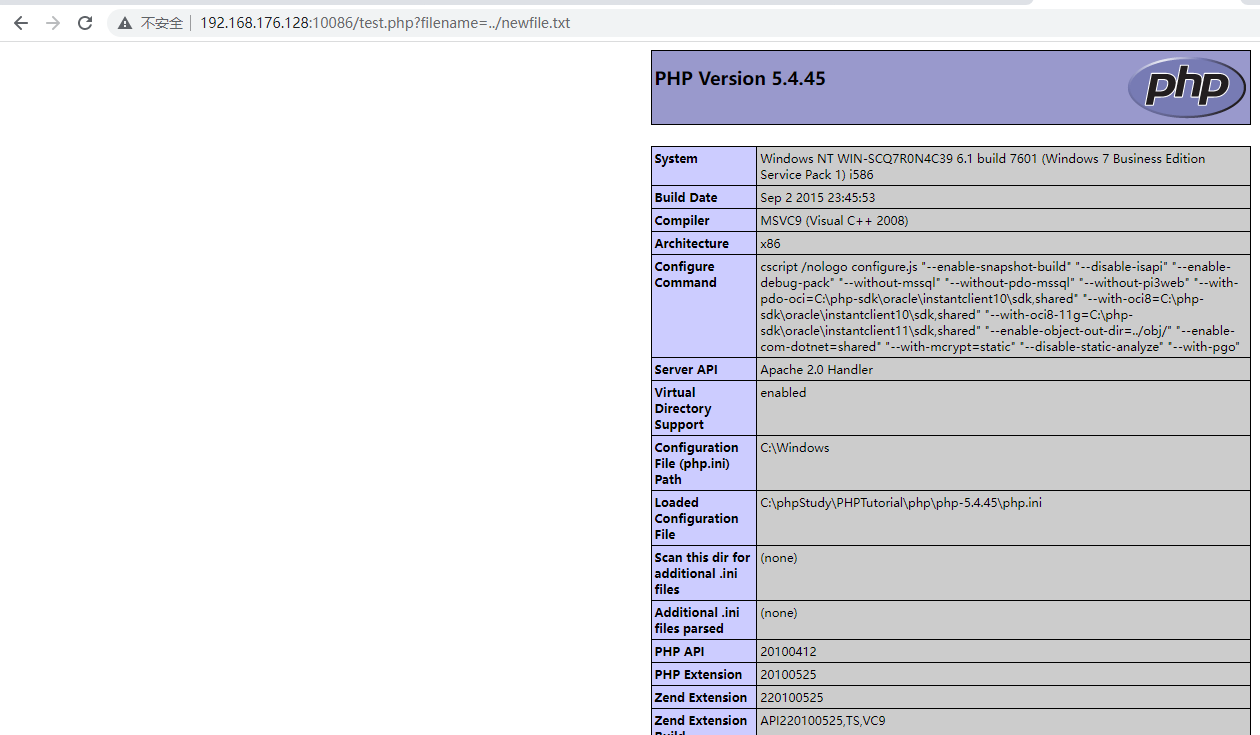 不安全 192.168.176.128:10086/test.php?filename=../newfile.txt
PHP Version 5.4.45
php
System
Windows NT WIN-SCQ7R0N4C39 6.1 build 7601 (Windows 7 Business Edition
Service Pack 1) i586
Build Date
Sep 2 2015 23:45:53
Compiler
MSVC9 (Visual C++ 2008)
Architecture
x86
Configure
Command
cscript /nologo configure.js "--enable-snapshot-build" "--disable-isapi" "--enable-
debug-pack" "--without-mssql" "--without-pdo-mssql" "--without-pi3web" "--with-
pdo-oci=C:\php-sdk\oracle\instantclient10\sdk,shared" "--with-oci8=C:\php-
sdk\oracle\instantclient10\sdk,shared" "--with-oci8-11g=C:\php-
sdk\oracle\instantclient11\sdk,shared" "--enable-object-out-dir=../obj/" "--enable-
com-dotnet=shared" "--with-mcrypt=static" "--disable-static-analyze" "--with-pgo"
Server API
Apache 2.0 Handler
Virtual
Directory
Support
enabled
Configuration
File (php.ini)
Path
C:\Windows
Loaded
Configuration
File
C:\phpStudy\PHPTutorial\php\php-5.4.45\php.ini
Scan this dir for
additional .ini
files
(none)
Additional .ini
files parsed
(none)
PHP API
20100412
PHP Extension
20100525
Zend Extension
220100525
Zend Extension
Build
API220100525,TS,VC9